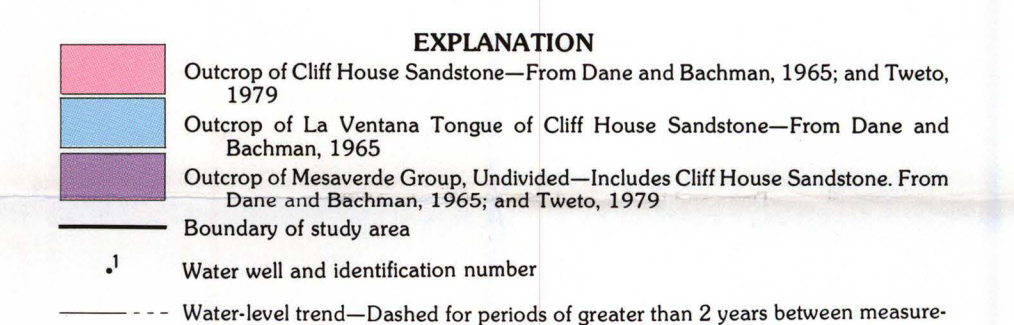 EXPLANATION
Outcrop of Cliff House Sandstone—From Dane and Bachman, 1965; and Tweto,
1979
Outcrop of La Ventana Tongue of Cliff House Sandstone—From Dane and
Bachman, 1965
Outcrop of Mesaverde Group, Undivided—Includes Cliff House Sandstone. From
Dane and Bachman, 1965; and Tweto, 1979
Boundary of study area
.1 Water well and identification number
Water-level trend—Dashed for periods of greater than 2 years between measure-